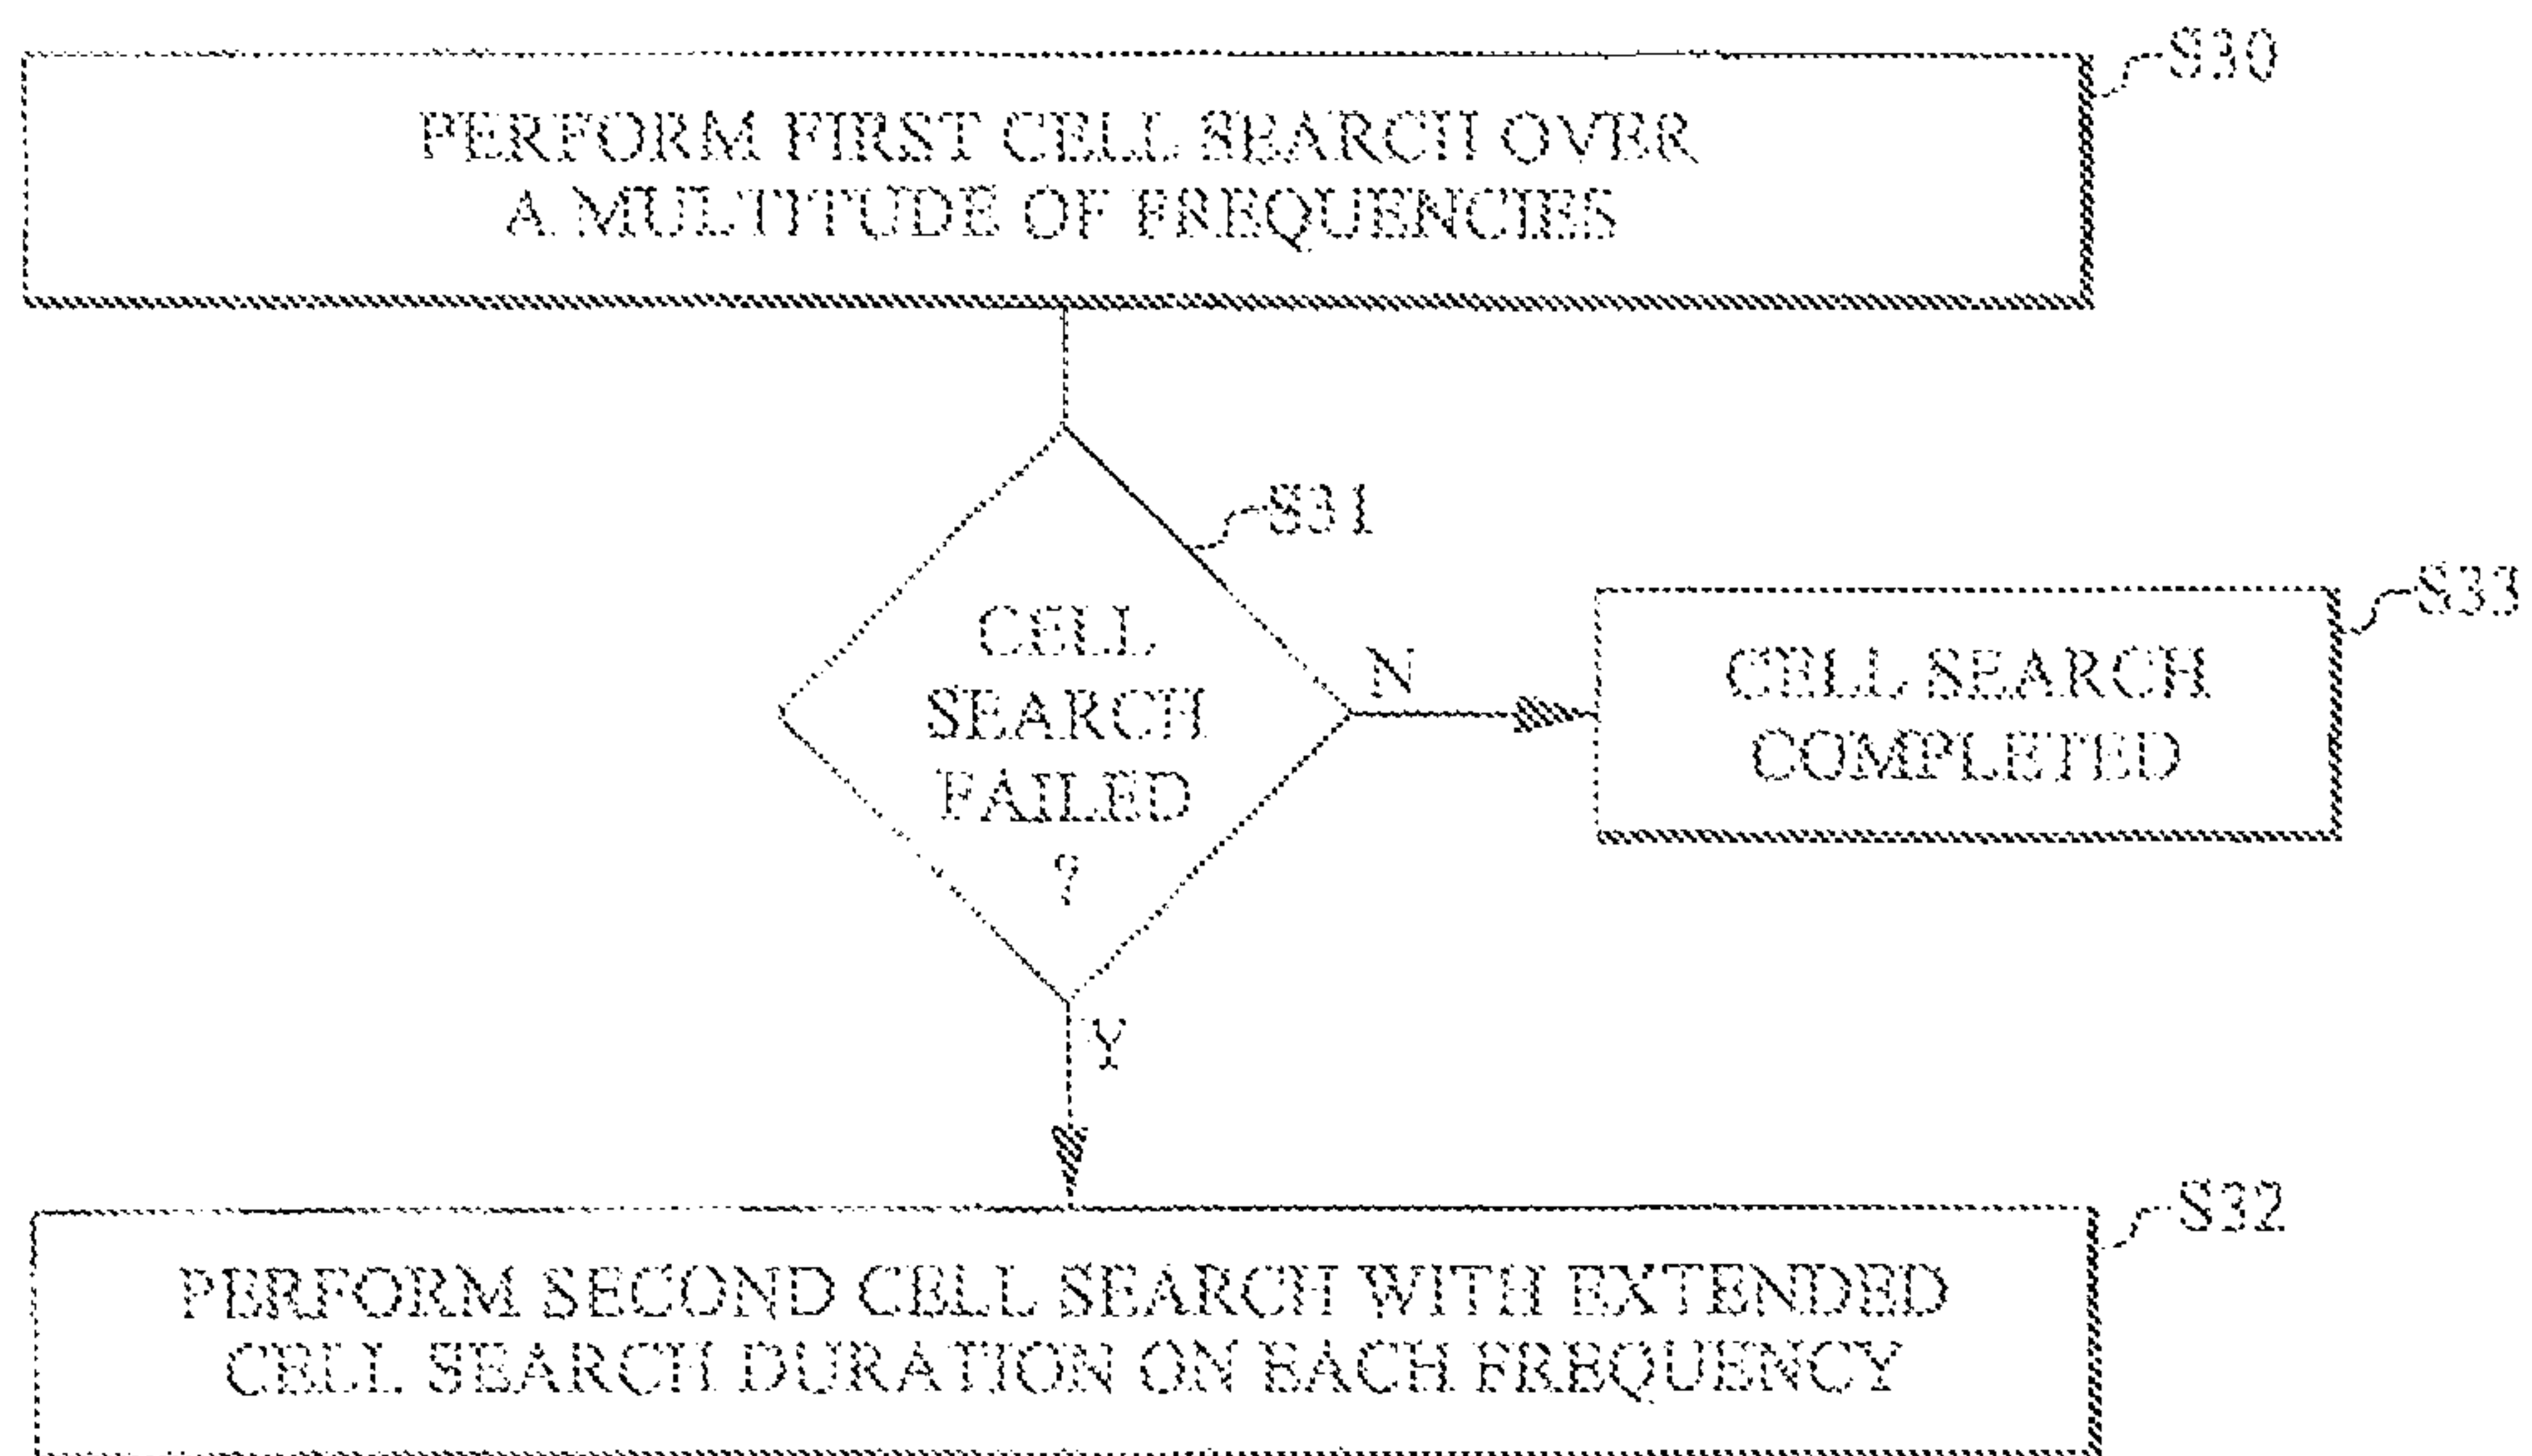 S30
PERFORM FIRST CELL SEARCH OVER
A MULTITUDE OF FREQUENCIES
S31
CELL
SEARCH
FAILED
?
N
S33
CELL SEARCH
COMPLETED
Y
S32
PERFORM SECOND CELL SEARCH WITH EXTENDED
CELL SEARCH DURATION ON EACH FREQUENCY